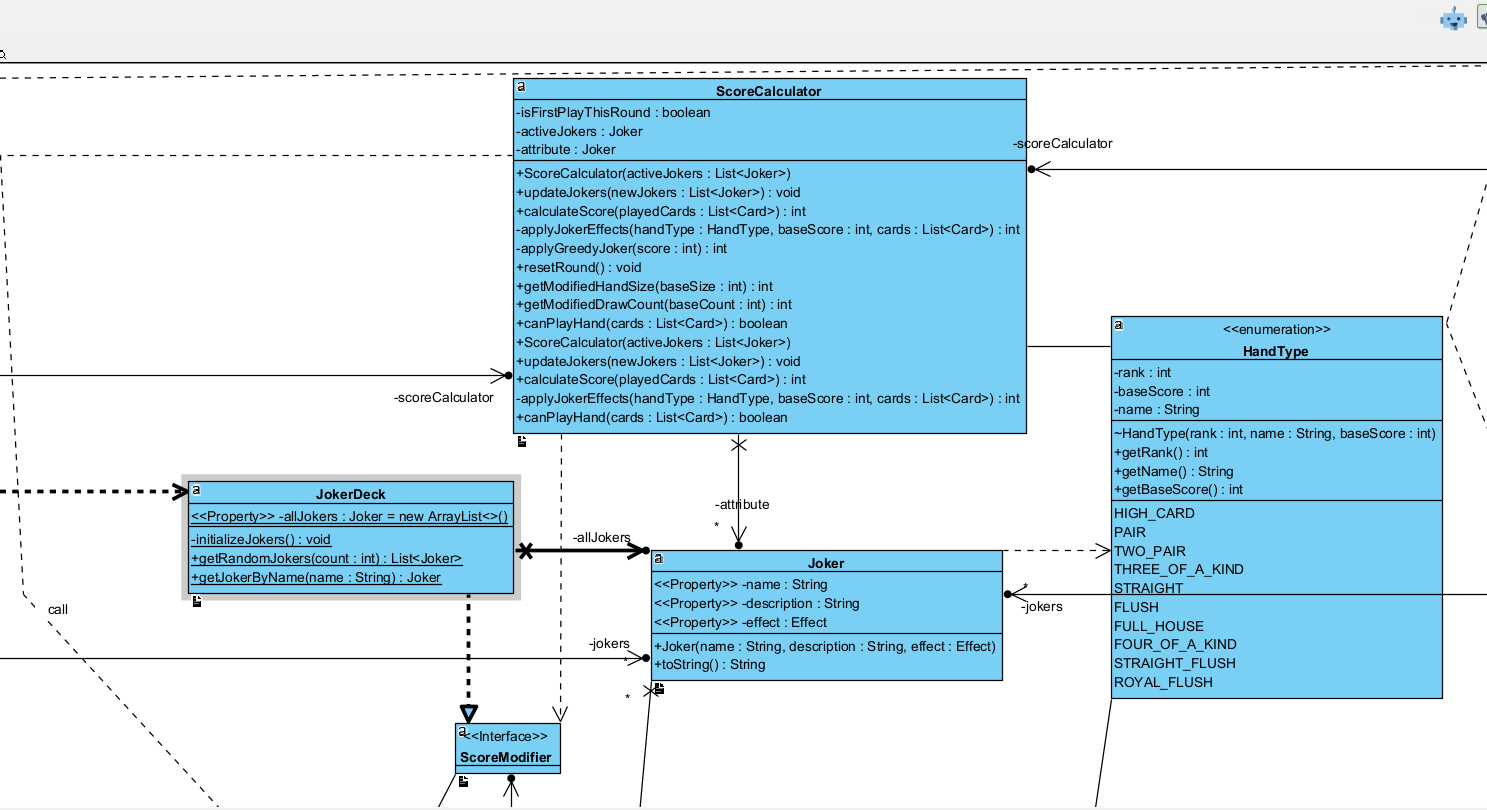 ScoreCalculator
-isFirstPlayThisRound : boolean
-activeJokers : Joker
-attribute : Joker
+ScoreCalculator(activeJokers : List<Joker>)
+updateJokers(newJokers : List<Joker>) : void
+calculateScore(playedCards : List<Card>) : int
-applyJokerEffects(handType : HandType, baseScore : int, cards : List<Card>) : int
-applyGreedyJoker(score : int) : int
+resetRound() : void
+getModifiedHandSize(baseSize : int) : int
+getModifiedDrawCount(baseCount : int) : int
+canPlayHand(cards : List<Card>) : boolean
+ScoreCalculator(activeJokers : List<Joker>)
+updateJokers(newJokers : List<Joker>) : void
+calculateScore(playedCards : List<Card>) : int
-applyJokerEffects(handType : HandType, baseScore : int, cards : List<Card>) : int
+canPlayHand(cards : List<Card>) : boolean
-scoreCalculator
-scoreCalculator
<<enumeration>>
HandType
-rank : int
-baseScore : int
-name : String
~HandType(rank : int, name : String, baseScore : int)
+getRank() : int
+getName() : String
+getBaseScore() : int
HIGH_CARD
PAIR
TWO_PAIR
THREE_OF_A_KIND
STRAIGHT
FLUSH
FULL_HOUSE
FOUR_OF_A_KIND
STRAIGHT_FLUSH
ROYAL_FLUSH
JokerDeck
<<Property>> -allJokers : Joker = new ArrayList<>()
-initializeJokers() : void
+getRandomJokers(count : int) : List<Joker>
+getJokerByName(name : String) : Joker
-attribute
*
-allJokers
Joker
<<Property>> -name : String
<<Property>> -description : String
<<Property>> -effect : Effect
+Joker(name : String, description : String, effect : Effect)
+toString() : String
*
-jokers
call
-jokers
*
*
<<Interface>>
ScoreModifier